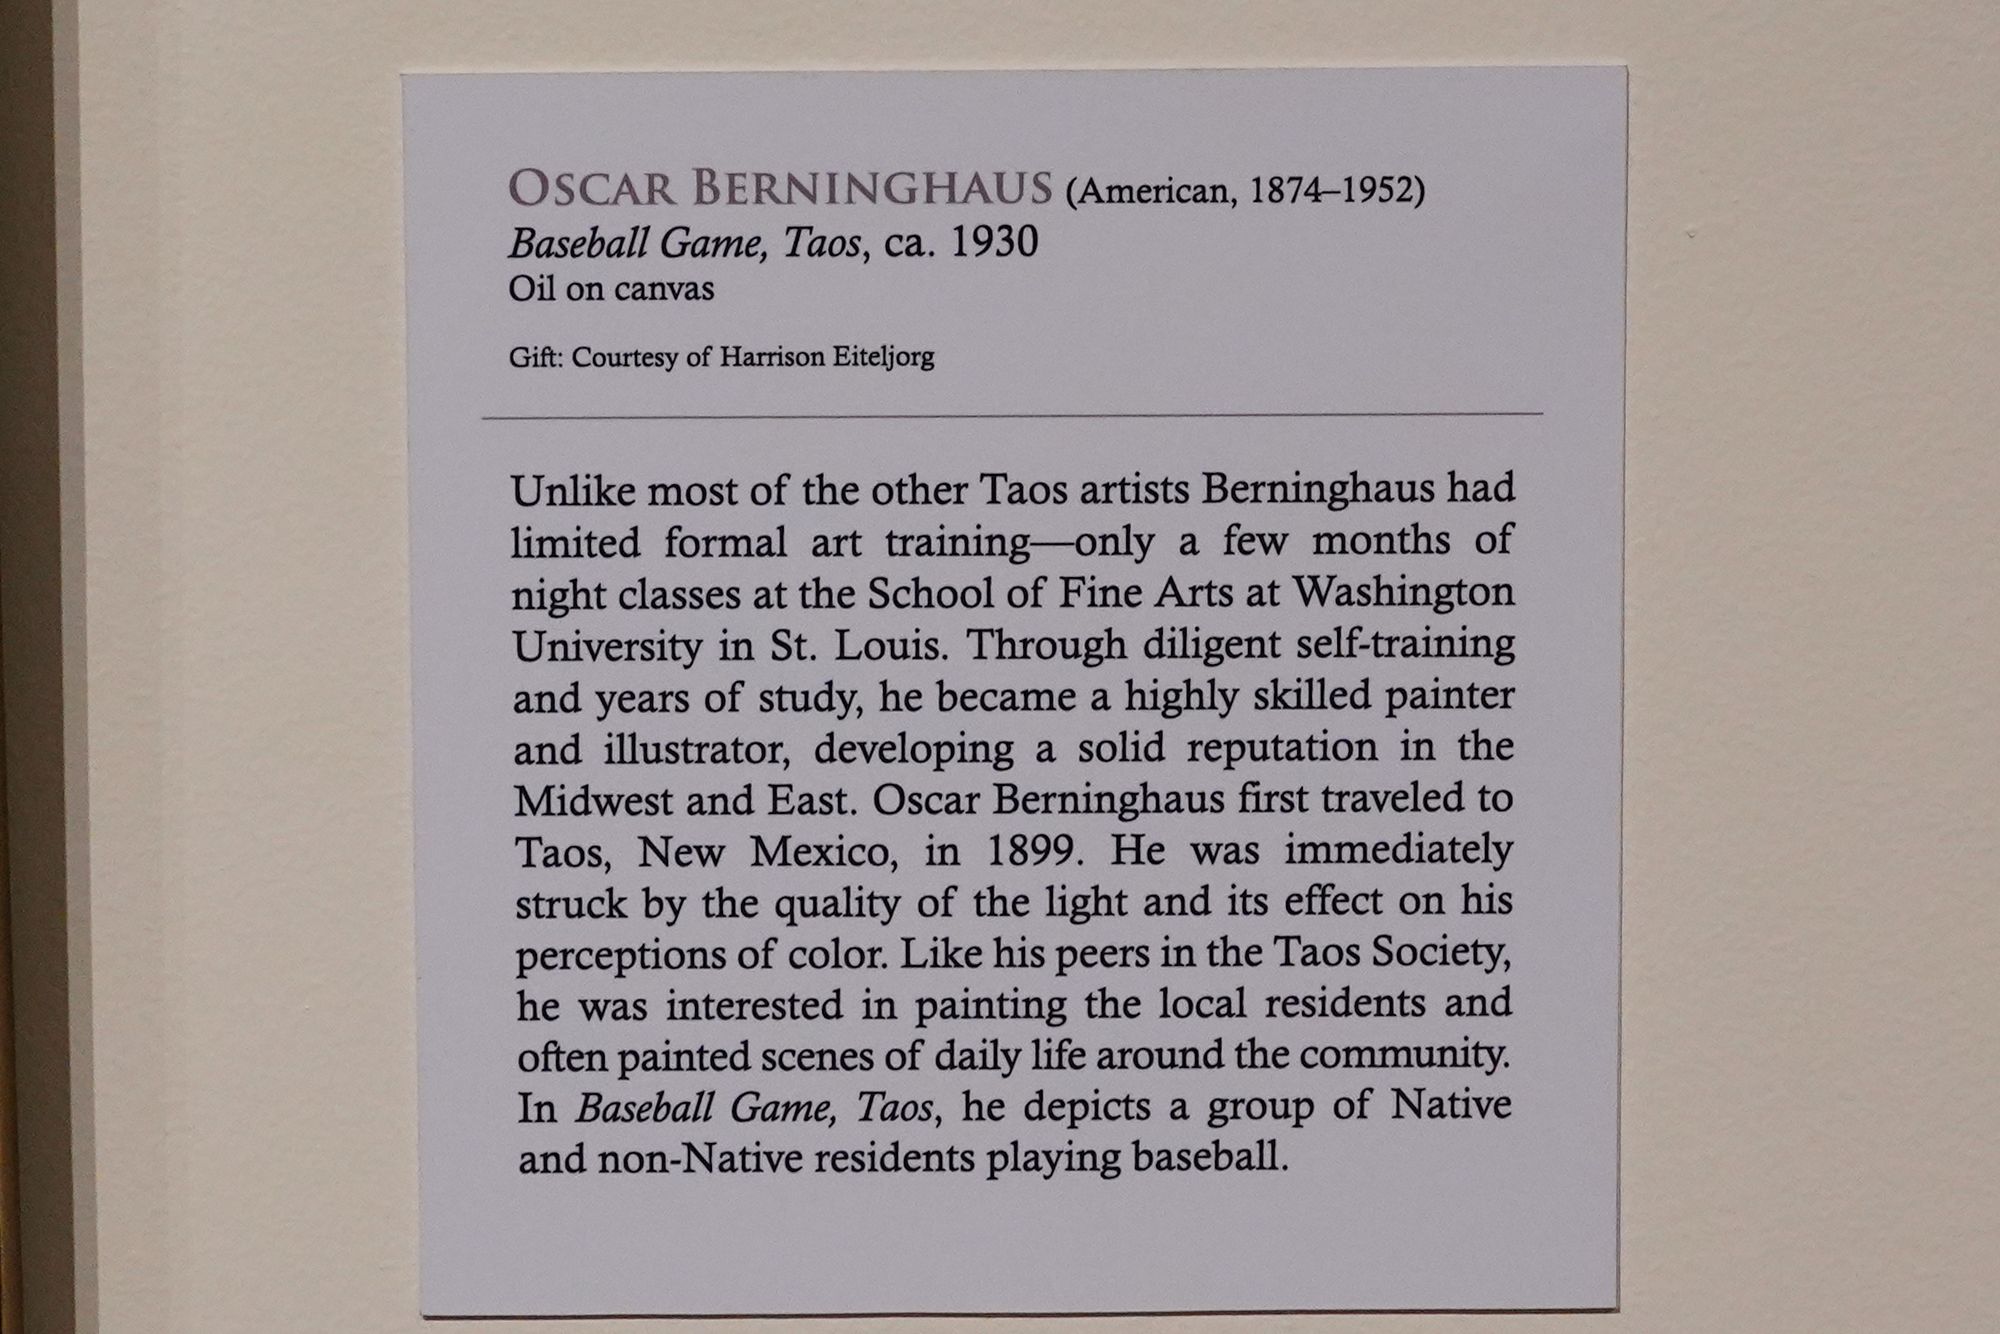 OSCAR BERNINGHAUS (American, 1874–1952)
Baseball Game, Taos, ca. 1930
Oil on canvas
Gift: Courtesy of Harrison Eiteljorg
Unlike most of the other Taos artists Berninghaus had
limited formal art training—only a few months of
night classes at the School of Fine Arts at Washington
University in St. Louis. Through diligent self-training
and years of study, he became a highly skilled painter
and illustrator, developing a solid reputation in the
Midwest and East. Oscar Berninghaus first traveled to
Taos, New Mexico, in 1899. He was immediately
struck by the quality of the light and its effect on his
perceptions of color. Like his peers in the Taos Society,
he was interested in painting the local residents and
often painted scenes of daily life around the community.
In Baseball Game, Taos, he depicts a group of Native
and non-Native residents playing baseball.